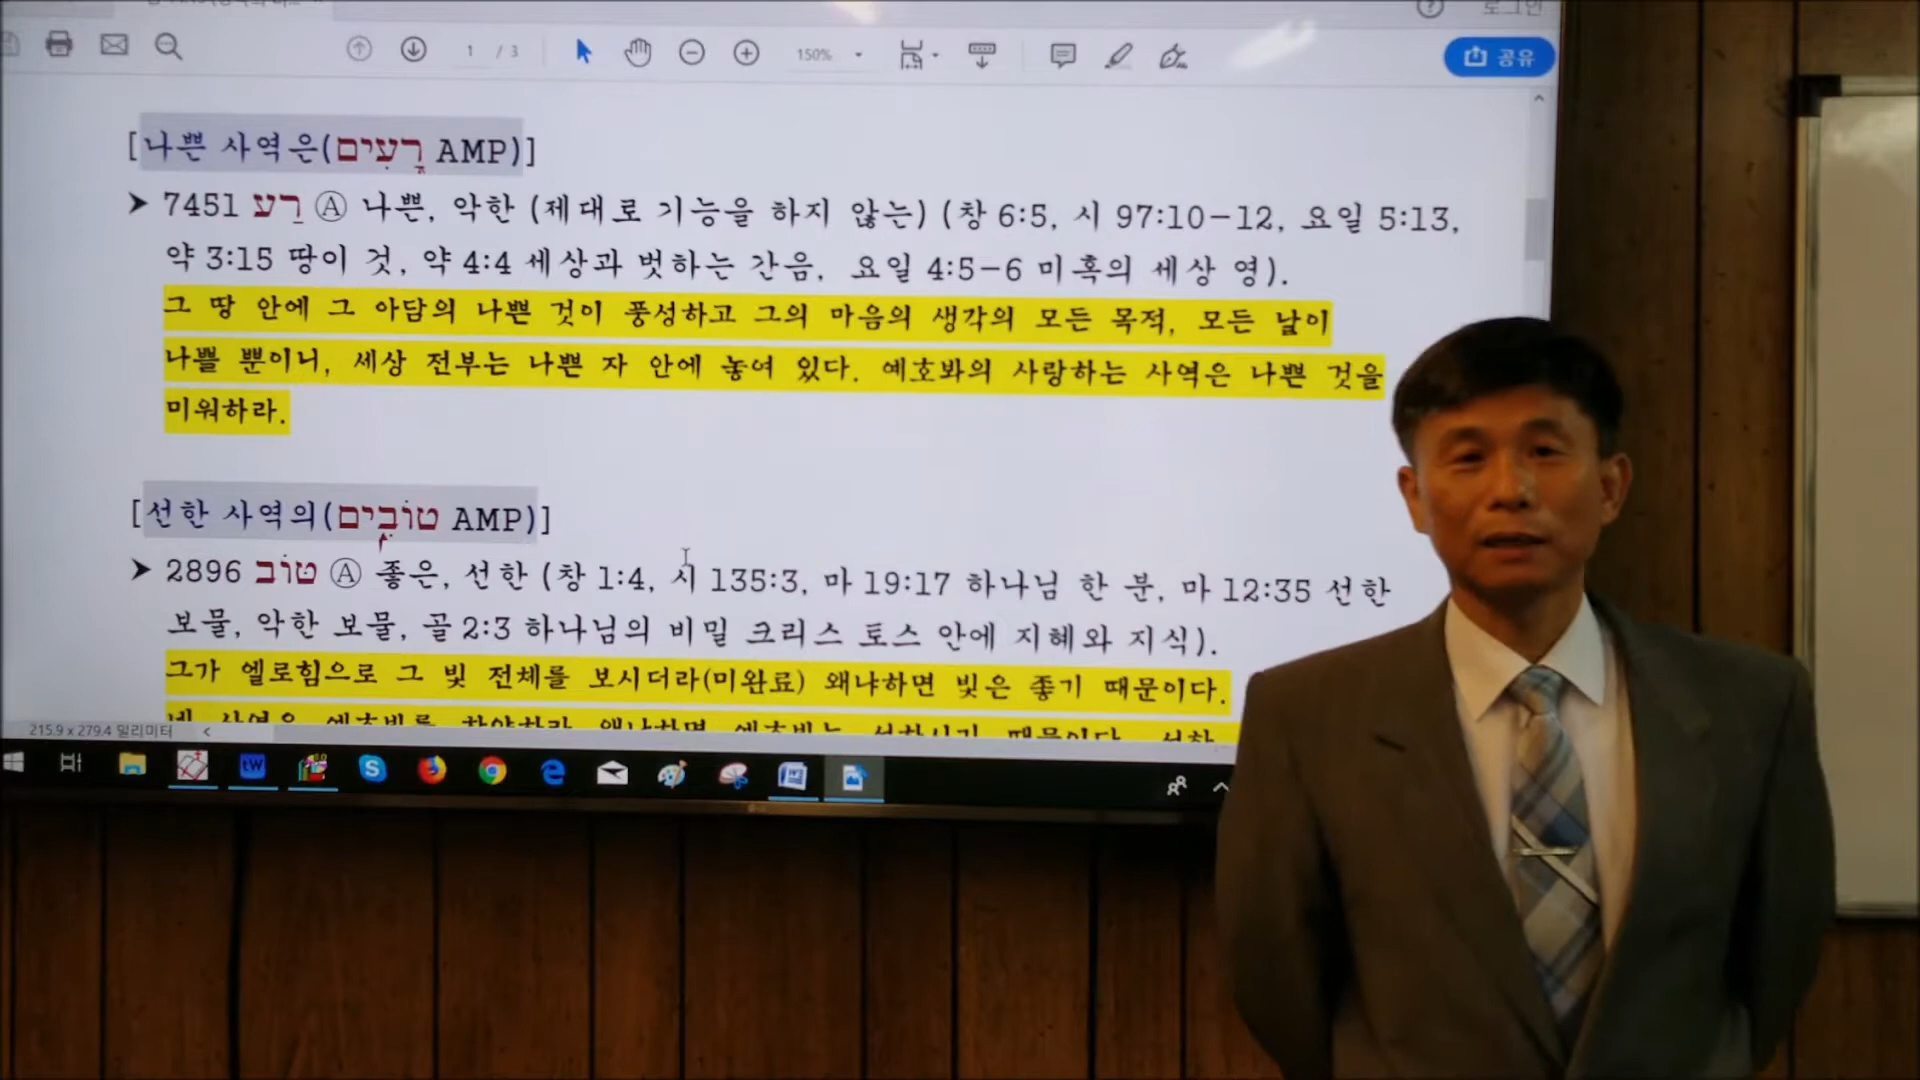 로그인
1 / 3
150%
공유
[나쁜 사역은(רָעִים AMP)]
➤ 7451 רַע Ⓐ 나쁜, 악한 (제대로 기능을 하지 않는) (창 6:5, 시 97:10-12, 요일 5:13,
약 3:15 땅이 것, 약 4:4 세상과 벗하는 간음, 요일 4:5-6 미혹의 세상 영).
그 땅 안에 그 아담의 나쁜 것이 풍성하고 그의 마음의 생각의 모든 목적, 모든 날이
나쁠 뿐이니, 세상 전부는 나쁜 자 안에 놓여 있다. 예호봐의 사랑하는 사역은 나쁜 것을
미워하라.
[선한 사역의(טוֹבִים AMP)]
➤ 2896 טוֹב Ⓐ 좋은, 선한 (창 1:4, 시 135:3, 마 19:17 하나님 한 분, 마 12:35 선한
보물, 악한 보물, 골 2:3 하나님의 비밀 크리스토스 안에 지혜와 지식).
그가 엘로힘으로 그 빛 전체를 보시더라(미완료) 왜냐하면 빛은 좋기 때문이다.
215.9 x 279.4 밀리미터